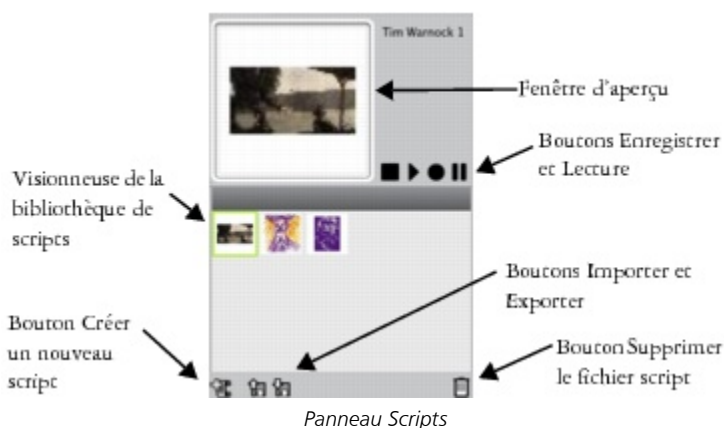 Tim Warnock 1
Fenêtre d'aperçu
Boutons Enregistrer
et Lecture
Visionneuse de la
bibliothèque de
scripts
Boutons Importer et
Exporter
Bouton Créer
un nouveau
script
Bouton Supprimer
le fichier script
Panneau Scripts